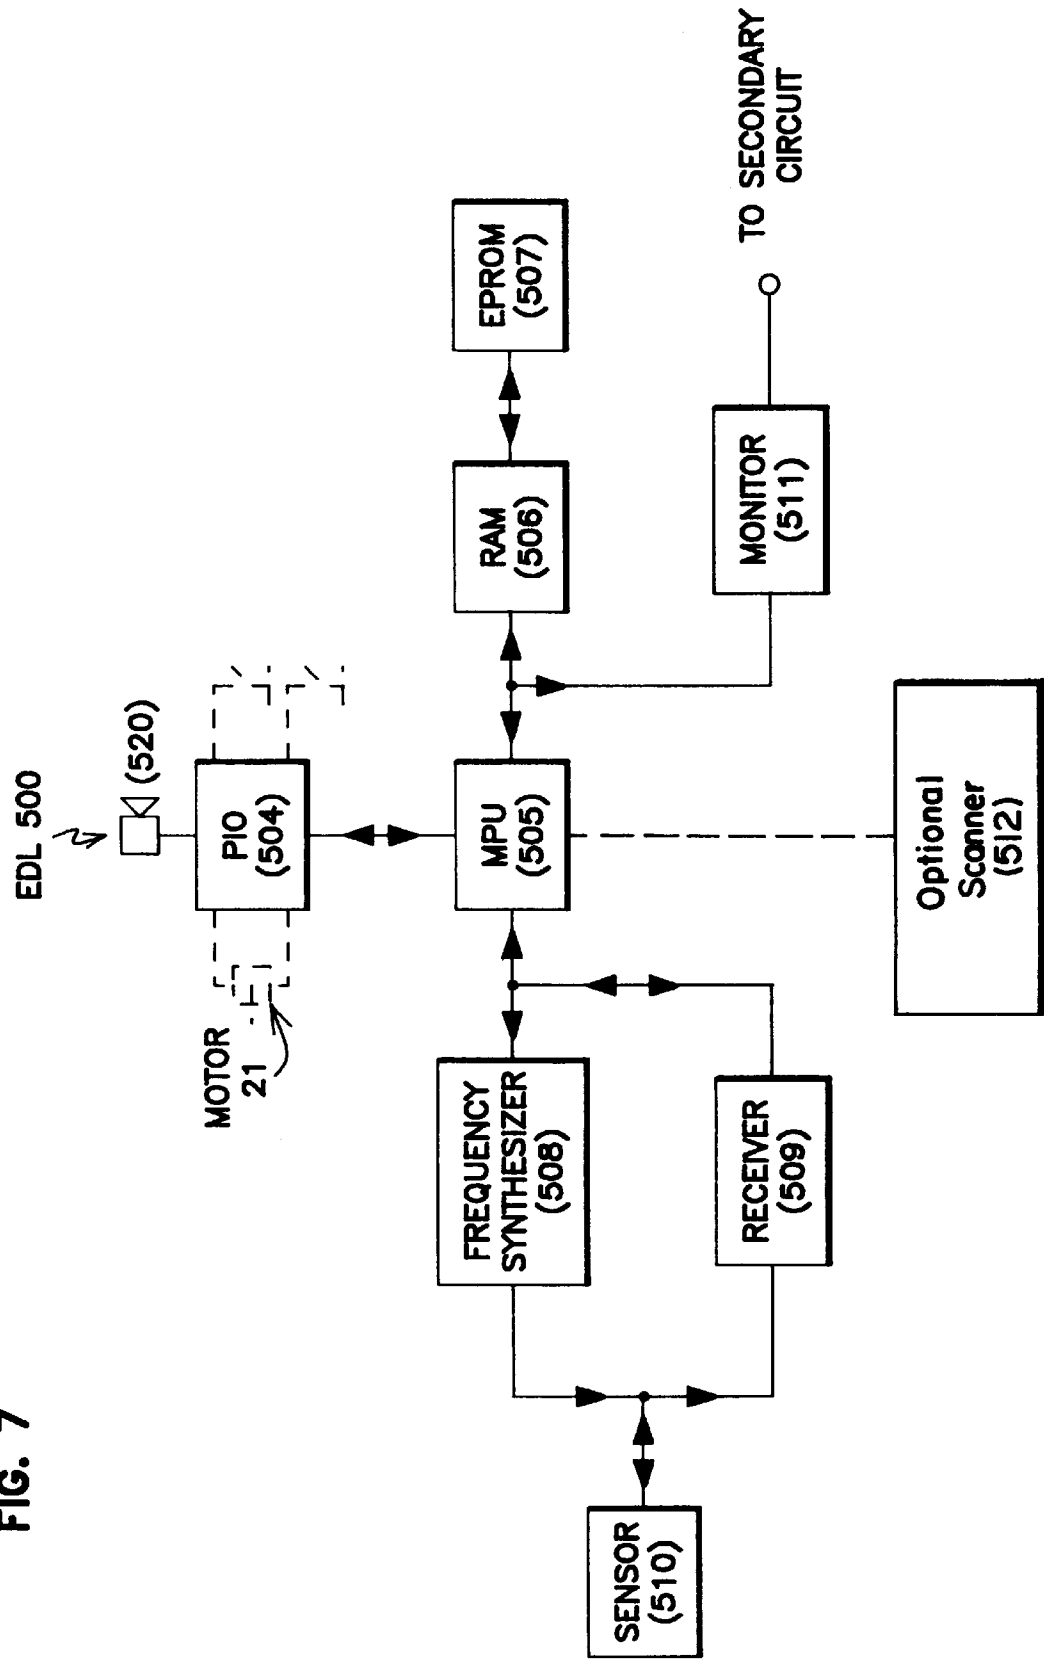 FIG. 7
EDL 500
(520)
MOTOR
21
PIO
(504)
FREQUENCY
SYNTHESIZER
(508)
MPU
(505)
RAM
(506)
EPROM
(507)
SENSOR
(510)
RECEIVER
(509)
MONITOR
(511)
TO SECONDARY
CIRCUIT
Optional
Scanner
(512)